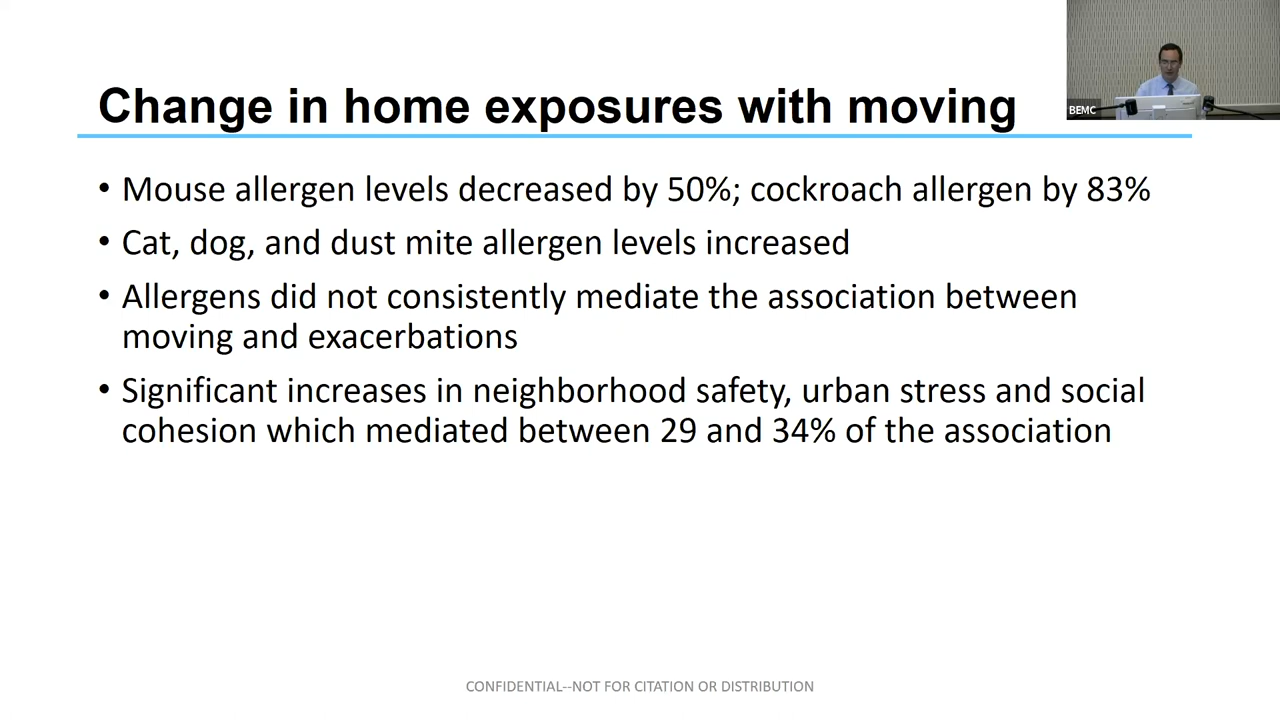 Change in home exposures with moving
BEMC
• Mouse allergen levels decreased by 50%; cockroach allergen by 83%
• Cat, dog, and dust mite allergen levels increased
• Allergens did not consistently mediate the association between
moving and exacerbations
• Significant increases in neighborhood safety, urban stress and social
cohesion which mediated between 29 and 34% of the association
CONFIDENTIAL--NOT FOR CITATION OR DISTRIBUTION